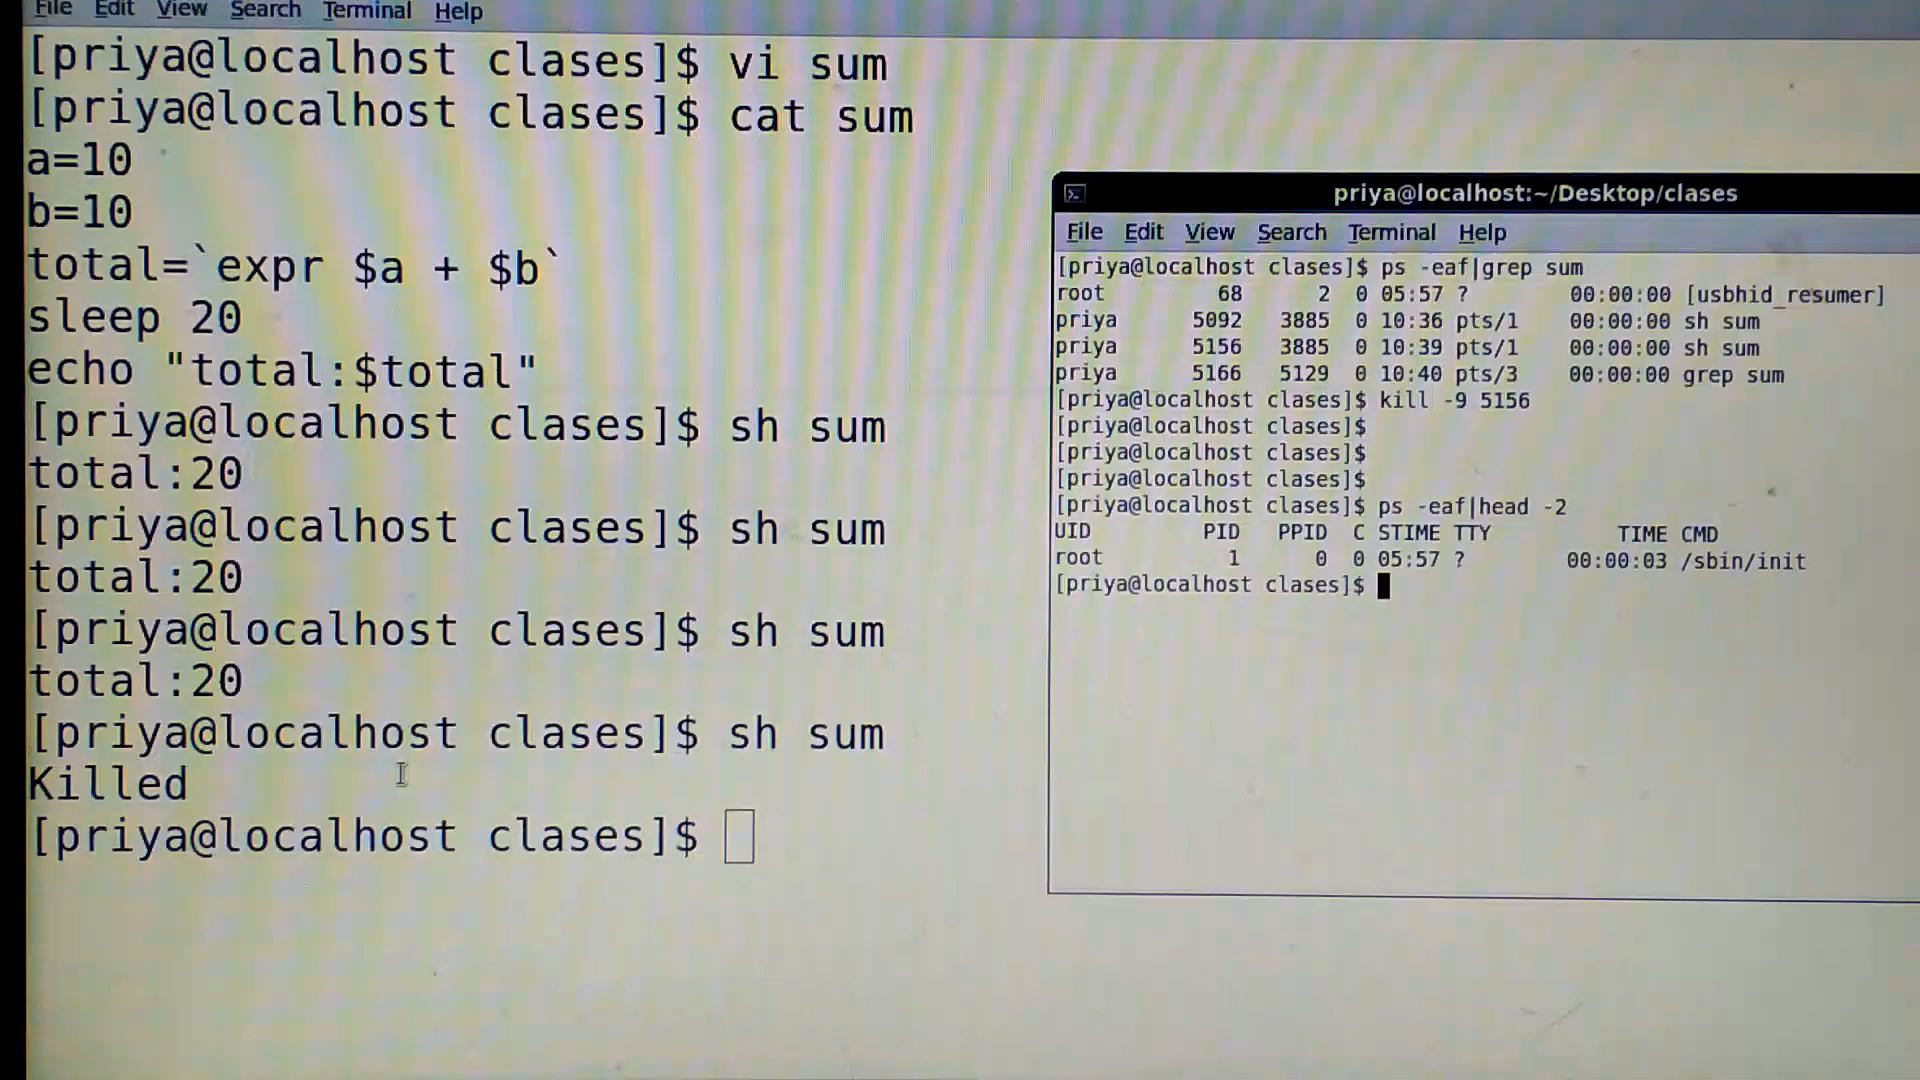 File Edit View Search Terminal Help
[priya@localhost clases]$ vi sum
[priya@localhost clases]$ cat sum
a=10
b=10
total=`expr $a + $b`
sleep 20
echo "total:$total"
[priya@localhost clases]$ sh sum
total:20
[priya@localhost clases]$ sh sum
total:20
[priya@localhost clases]$ sh sum
total:20
[priya@localhost clases]$ sh sum
Killed
[priya@localhost clases]$
priya@localhost:~/Desktop/clases
File Edit View Search Terminal Help
[priya@localhost clases]$ ps -eaf|grep sum
root 68 2 0 05:57 ? 00:00:00 [usbhid_resumer]
priya 5092 3885 0 10:36 pts/1 00:00:00 sh sum
priya 5156 3885 0 10:39 pts/1 00:00:00 sh sum
priya 5166 5129 0 10:40 pts/3 00:00:00 grep sum
[priya@localhost clases]$ kill -9 5156
[priya@localhost clases]$
[priya@localhost clases]$
[priya@localhost clases]$
[priya@localhost clases]$ ps -eaf|head -2
UID PID PPID C STIME TTY TIME CMD
root 1 0 0 05:57 ? 00:00:03 /sbin/init
[priya@localhost clases]$